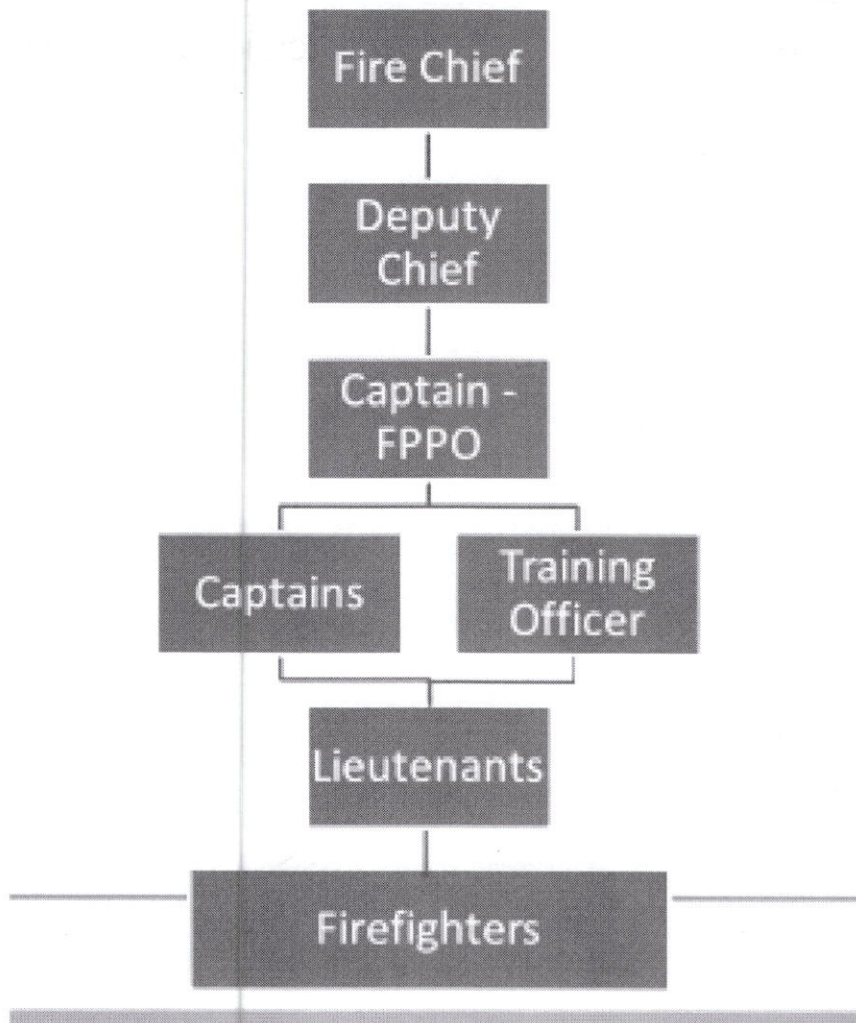 Fire Chief
Deputy
Chief
Captain -
FPPO
Captains
Training
Officer
Lieutenants
Firefighters